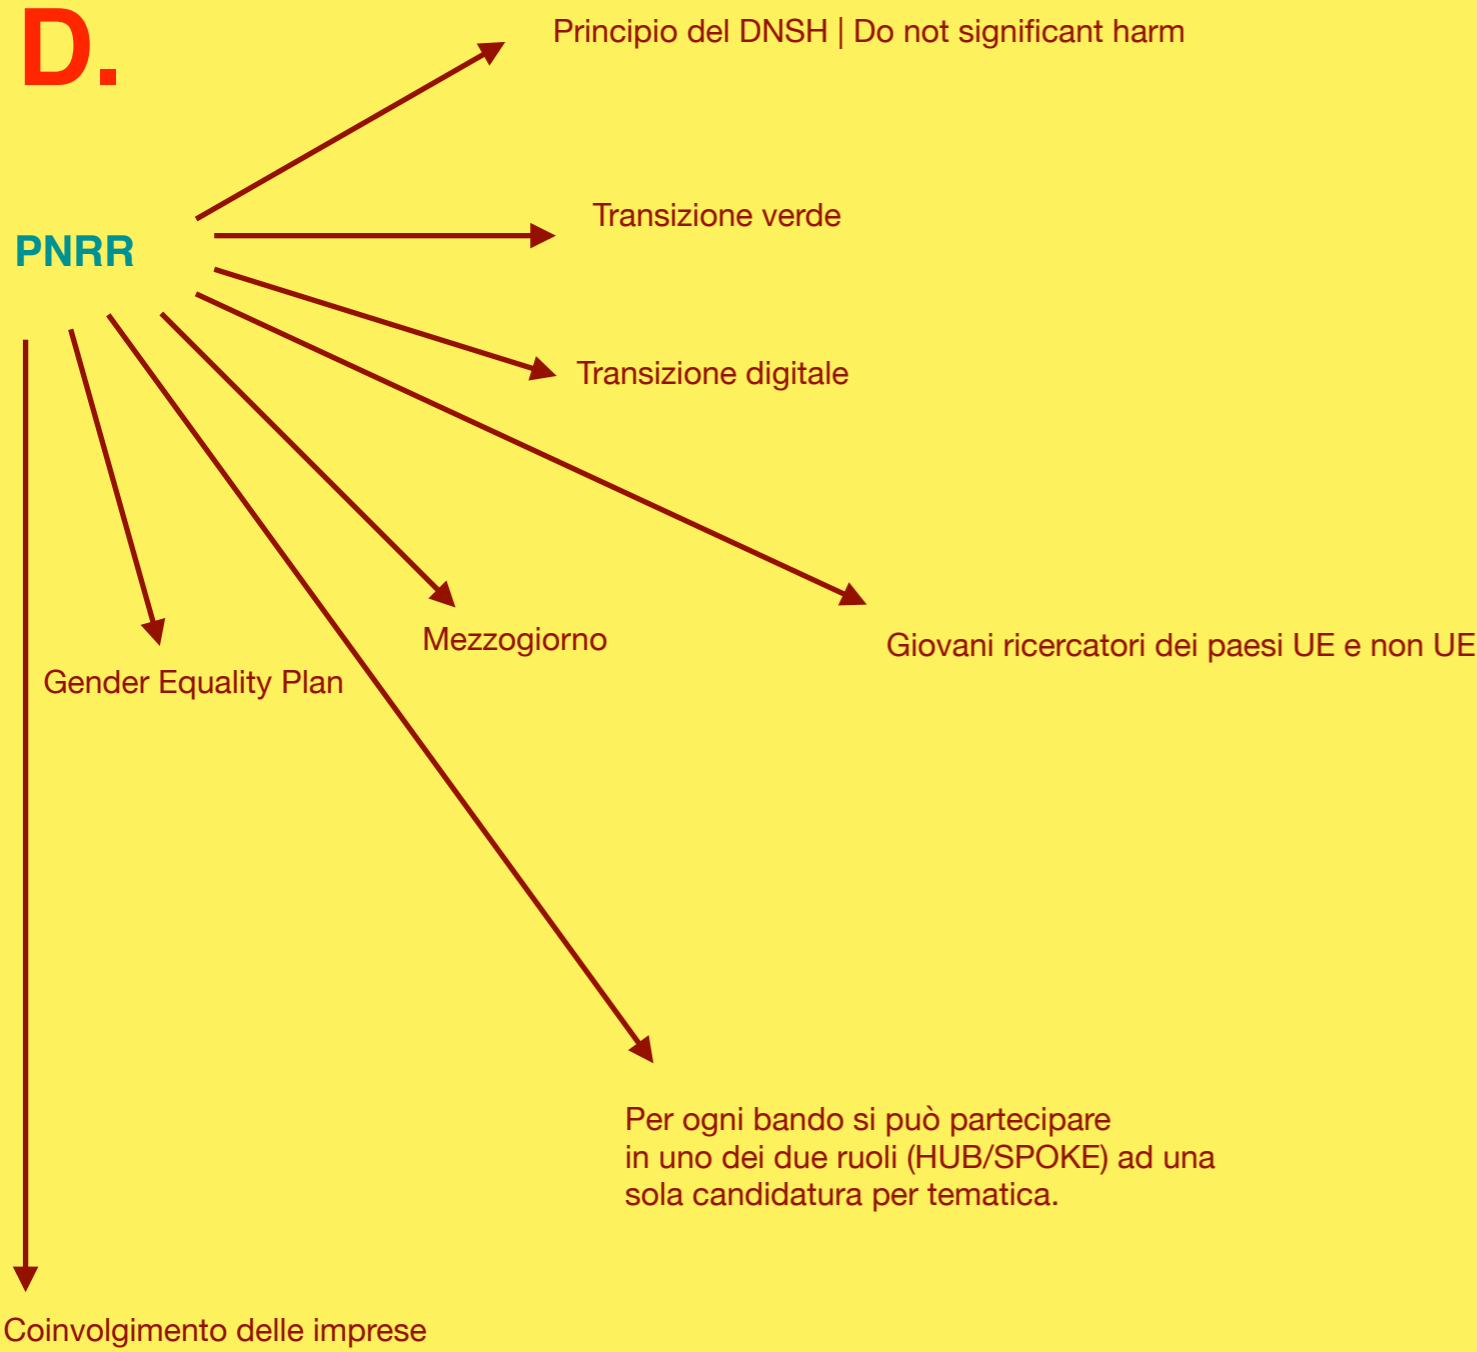 D.
Principio del DNSH | Do not significant harm
PNRR
Transizione verde
Transizione digitale
Mezzogiorno
Giovani ricercatori dei paesi UE e non UE
Gender Equality Plan
Per ogni bando si può partecipare
in uno dei due ruoli (HUB/SPOKE) ad una
sola candidatura per tematica.
Coinvolgimento delle imprese